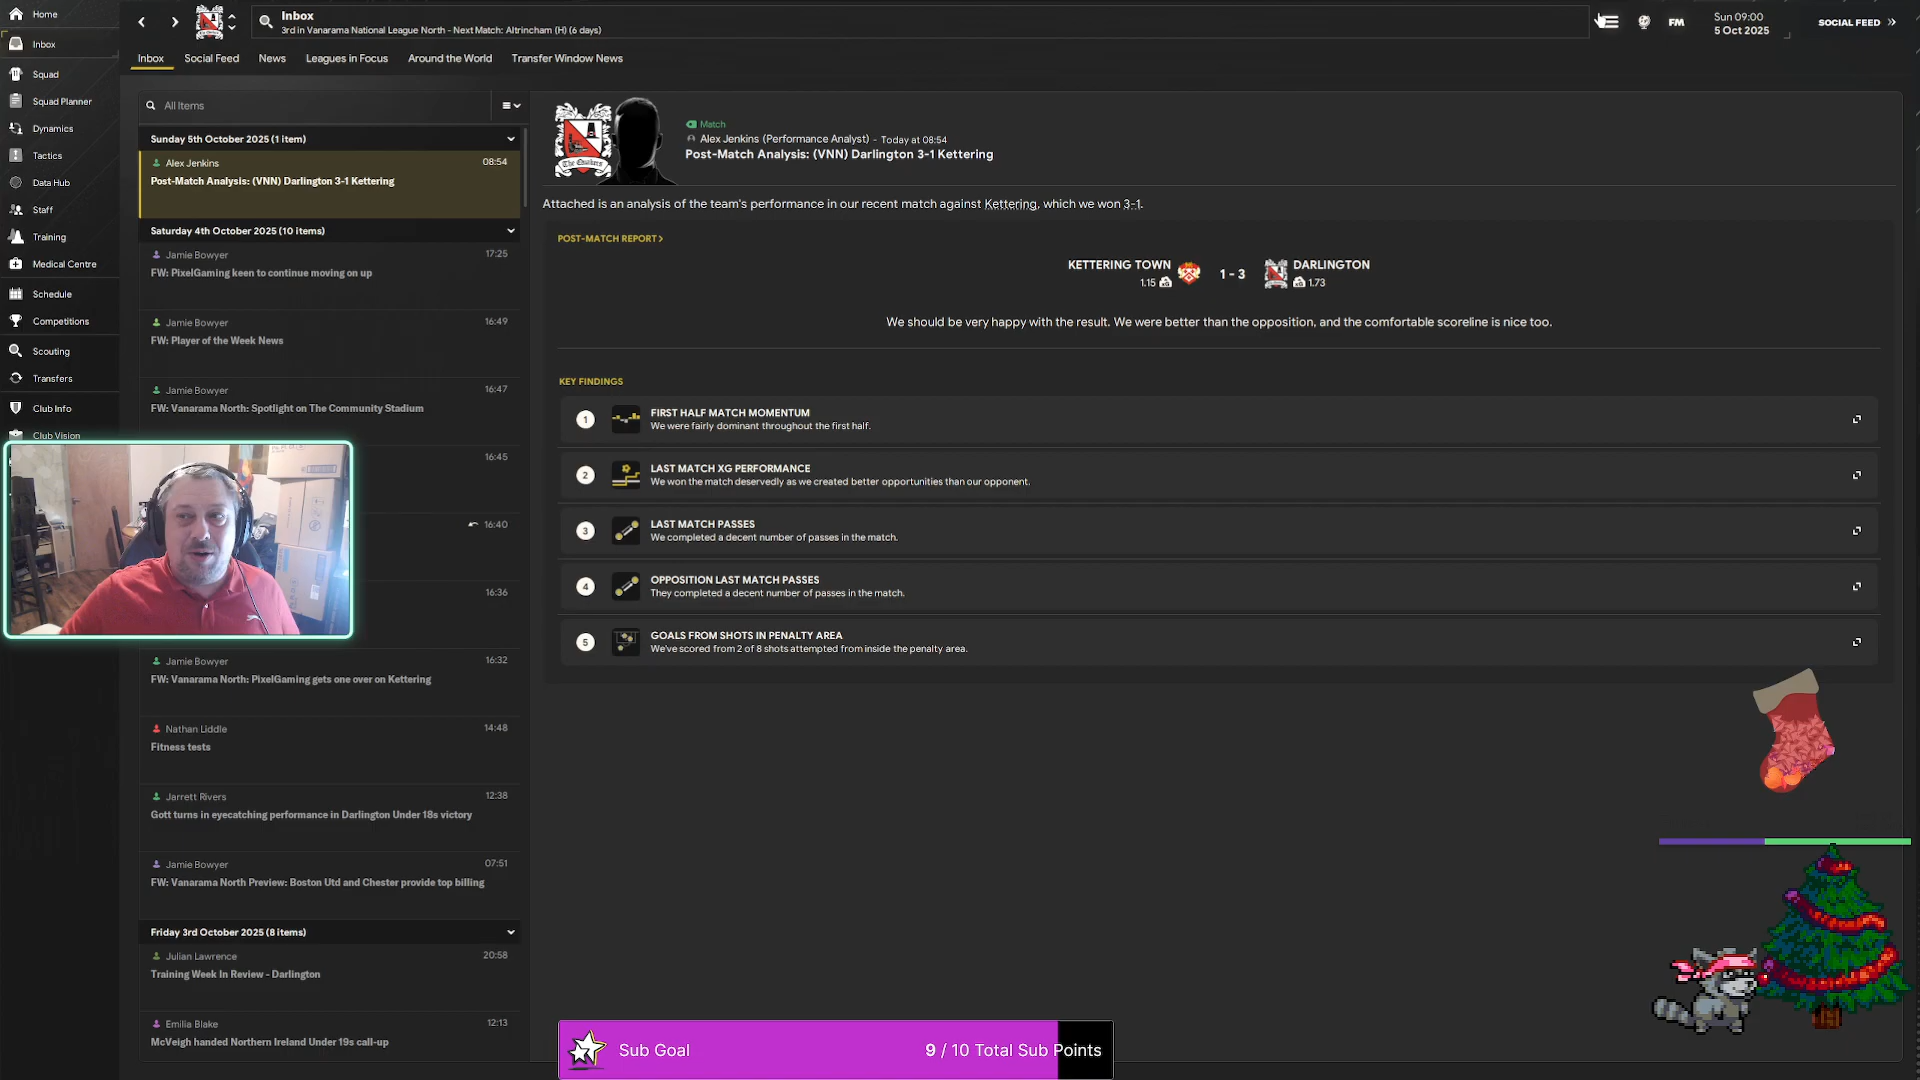 Home
Inbox
3rd in Vanarama National League North - Next Match: Altrincham (H) (6 days)
FM
Sun 09:00
5 Oct 2025
SOCIAL FEED
Inbox
Squad
Squad Planner
Dynamics
Tactics
Data Hub
Staff
Training
Medical Centre
Schedule
Competitions
Scouting
Transfers
Club Info
Club Vision
Inbox
Social Feed
News
Leagues in Focus
Around the World
Transfer Window News
All Items
Sunday 5th October 2025 (1 item)
Alex Jenkins
08:54
Post-Match Analysis: (VNN) Darlington 3-1 Kettering
Saturday 4th October 2025 (10 items)
Jamie Bowyer
17:25
FW: PixelGaming keen to continue moving on up
Jamie Bowyer
16:49
FW: Player of the Week News
Jamie Bowyer
16:47
FW: Vanarama North: Spotlight on The Community Stadium
16:45
16:40
16:36
Jamie Bowyer
16:32
FW: Vanarama North: PixelGaming gets one over on Kettering
Nathan Liddle
14:48
Fitness tests
Jarrett Rivers
12:38
Gott turns in eyecatching performance in Darlington Under 18s victory
Jamie Bowyer
07:51
FW: Vanarama North Preview: Boston Utd and Chester provide top billing
Friday 3rd October 2025 (8 items)
Julian Lawrence
20:58
Training Week In Review - Darlington
Emilia Blake
12:13
McVeigh handed Northern Ireland Under 19s call-up
The Quakers
Match
Alex Jenkins (Performance Analyst) - Today at 08:54
Post-Match Analysis: (VNN) Darlington 3-1 Kettering
Attached is an analysis of the team's performance in our recent match against Kettering, which we won 3-1.
POST-MATCH REPORT >
KETTERING TOWN
1.15
1 - 3
DARLINGTON
1.73
We should be very happy with the result. We were better than the opposition, and the comfortable scoreline is nice too.
KEY FINDINGS
1
FIRST HALF MATCH MOMENTUM
We were fairly dominant throughout the first half.
2
LAST MATCH XG PERFORMANCE
We won the match deservedly as we created better opportunities than our opponent.
3
LAST MATCH PASSES
We completed a decent number of passes in the match.
4
OPPOSITION LAST MATCH PASSES
They completed a decent number of passes in the match.
5
GOALS FROM SHOTS IN PENALTY AREA
We've scored from 2 of 8 shots attempted from inside the penalty area.
Sub Goal
9 / 10 Total Sub Points